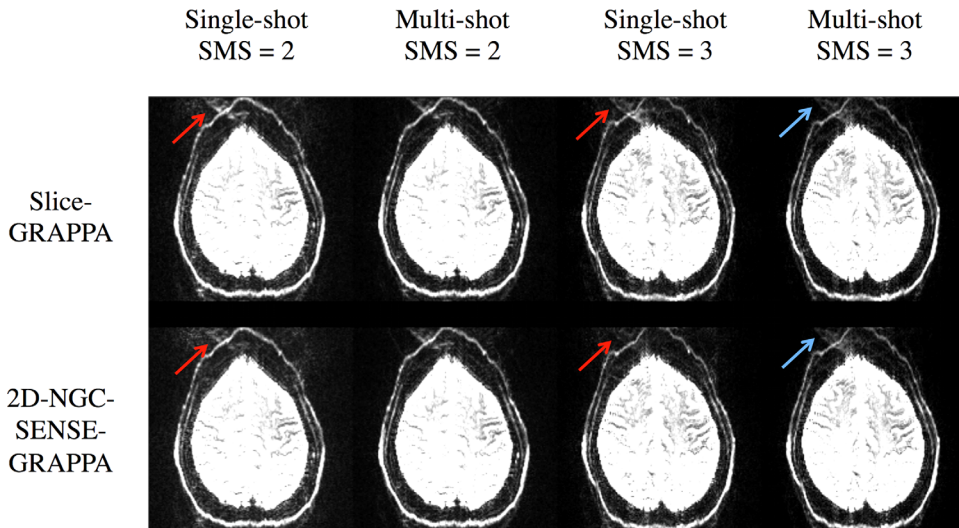 Single-shot
SMS = 2
Multi-shot
SMS = 2
Single-shot
SMS = 3
Multi-shot
SMS = 3
Slice-
GRAPPA
2D-NGC-
SENSE-
GRAPPA